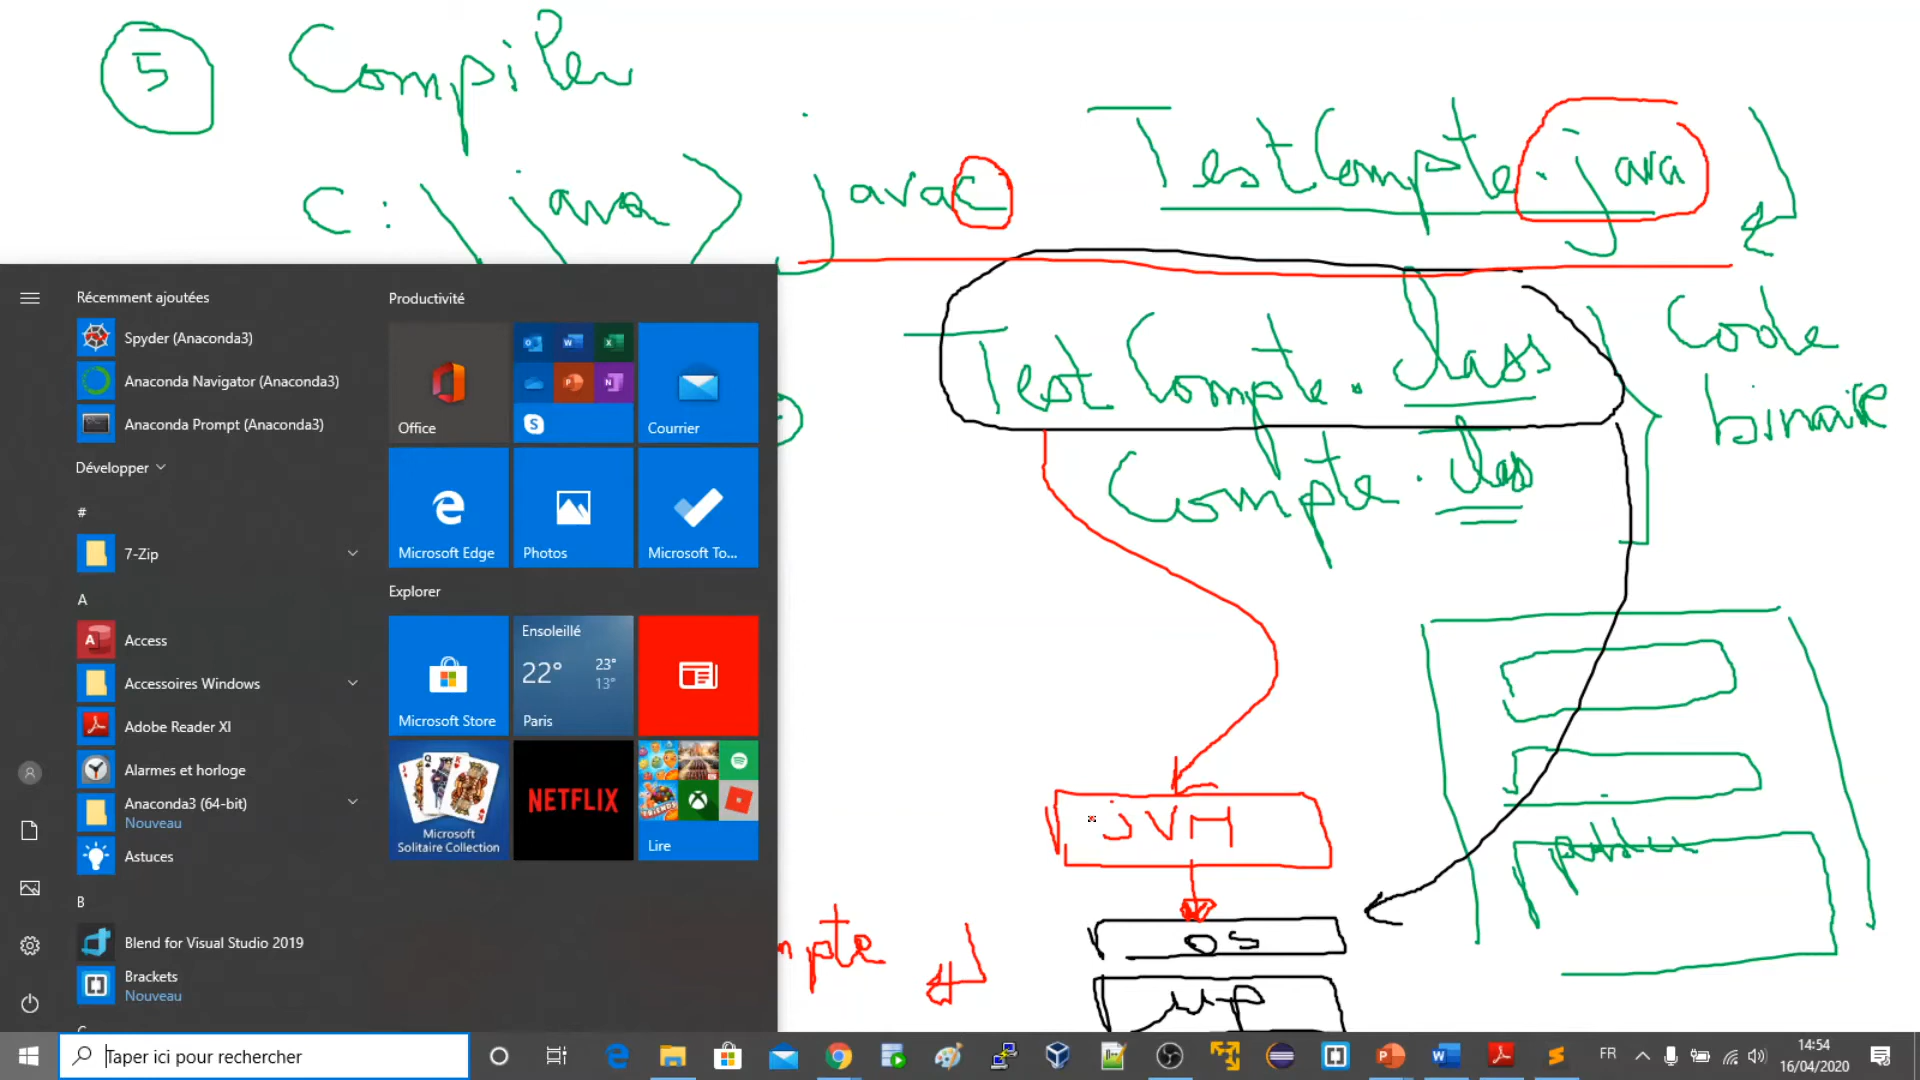 5 Compiler
C:\java> javac TestCompte.java
TestCompte.class
Compte.class
Code
binaire
JVM
OS
μP
public
mpte
Récemment ajoutées
Spyder (Anaconda3)
Anaconda Navigator (Anaconda3)
Anaconda Prompt (Anaconda3)
Développer
#
7-Zip
A
Access
Accessoires Windows
Adobe Reader XI
Alarmes et horloge
Anaconda3 (64-bit)
Nouveau
Astuces
B
Blend for Visual Studio 2019
Brackets
Nouveau
Productivité
Office
Courrier
Microsoft Edge
Photos
Microsoft To...
Explorer
Microsoft Store
Ensoleillé
22° 23°
13°
Paris
Microsoft
Solitaire Collection
NETFLIX
Lire
Taper ici pour rechercher
FR
14:54
16/04/2020